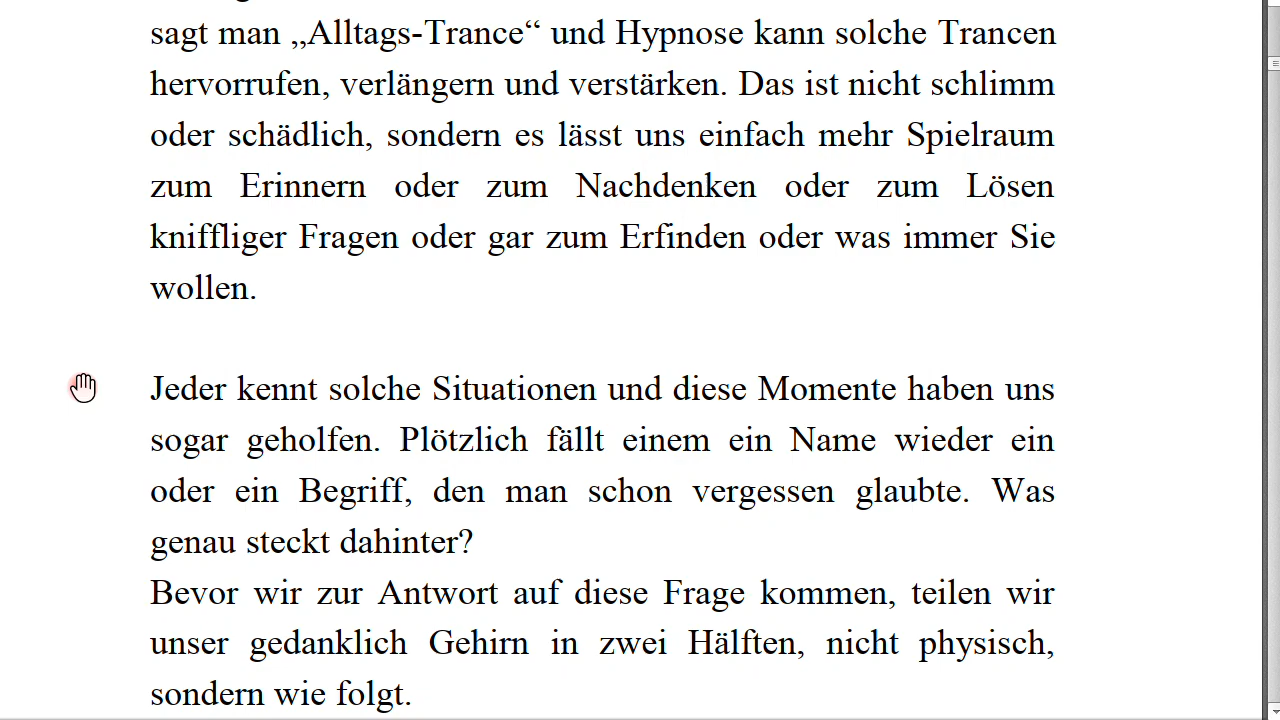 sagt man „Alltags-Trance“ und Hypnose kann solche Trancen
hervorrufen, verlängern und verstärken. Das ist nicht schlimm
oder schädlich, sondern es lässt uns einfach mehr Spielraum
zum Erinnern oder zum Nachdenken oder zum Lösen
kniffliger Fragen oder gar zum Erfinden oder was immer Sie
wollen.
Jeder kennt solche Situationen und diese Momente haben uns
sogar geholfen. Plötzlich fällt einem ein Name wieder ein
oder ein Begriff, den man schon vergessen glaubte. Was
genau steckt dahinter?
Bevor wir zur Antwort auf diese Frage kommen, teilen wir
unser gedanklich Gehirn in zwei Hälften, nicht physisch,
sondern wie folgt.